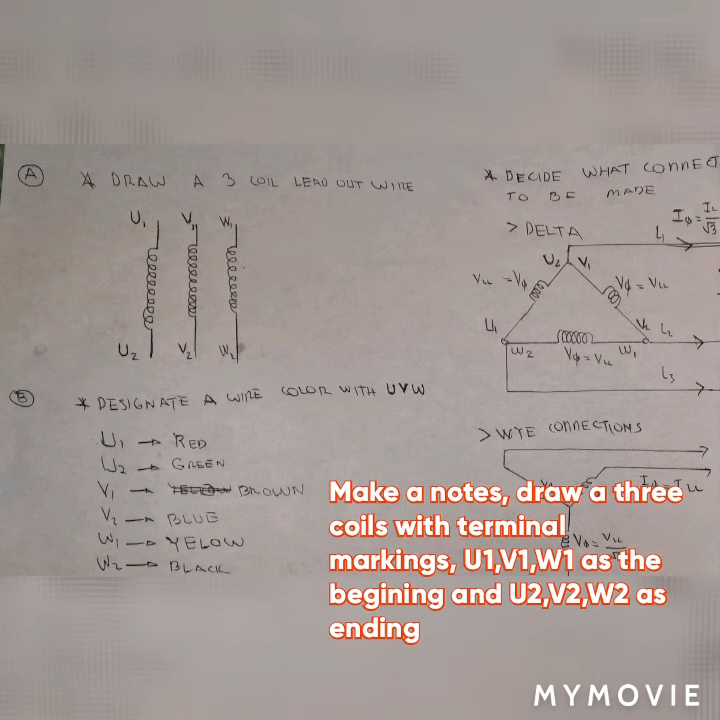 A
* DRAW A 3 COIL LEAD OUT WIRE
U1 V1 W1
U2 V2 W2
B
* DESIGNATE A WIRE COLOR WITH UVW
U1 → RED
U2 → GREEN
V1 → YELLOW BROWN
V2 → BLUE
W1 → YELOW
W2 → BLACK
* DECIDE WHAT CONNECT
TO BE MADE
> DELTA
Iφ = IL/√3
L1
U2 V1
VLL = Vφ
Vφ = VLL
U1
V2 L2
W2
W1
Vφ = VLL
L3
> WYE CONNECTIONS
Vφ = VLL
Make a notes, draw a three
coils with terminal
markings, U1,V1,W1 as the
begining and U2,V2,W2 as
ending
MYMOVIE